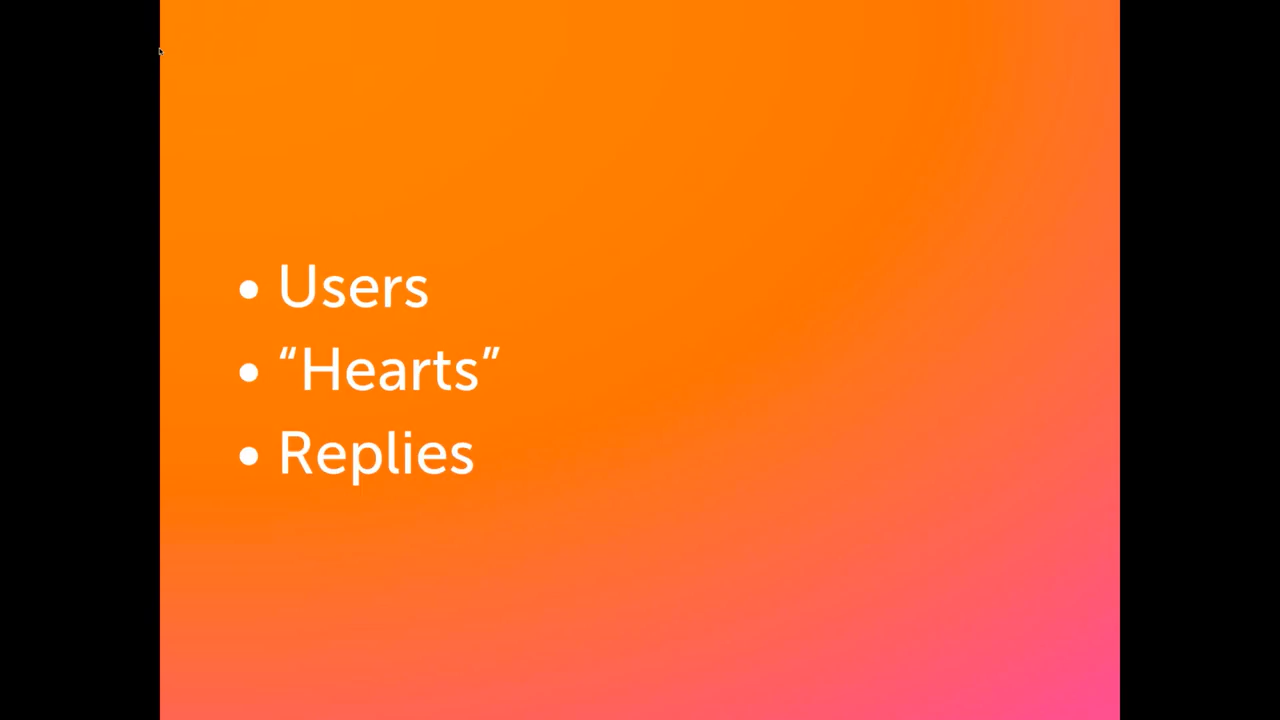 • Users
• “Hearts”
• Replies